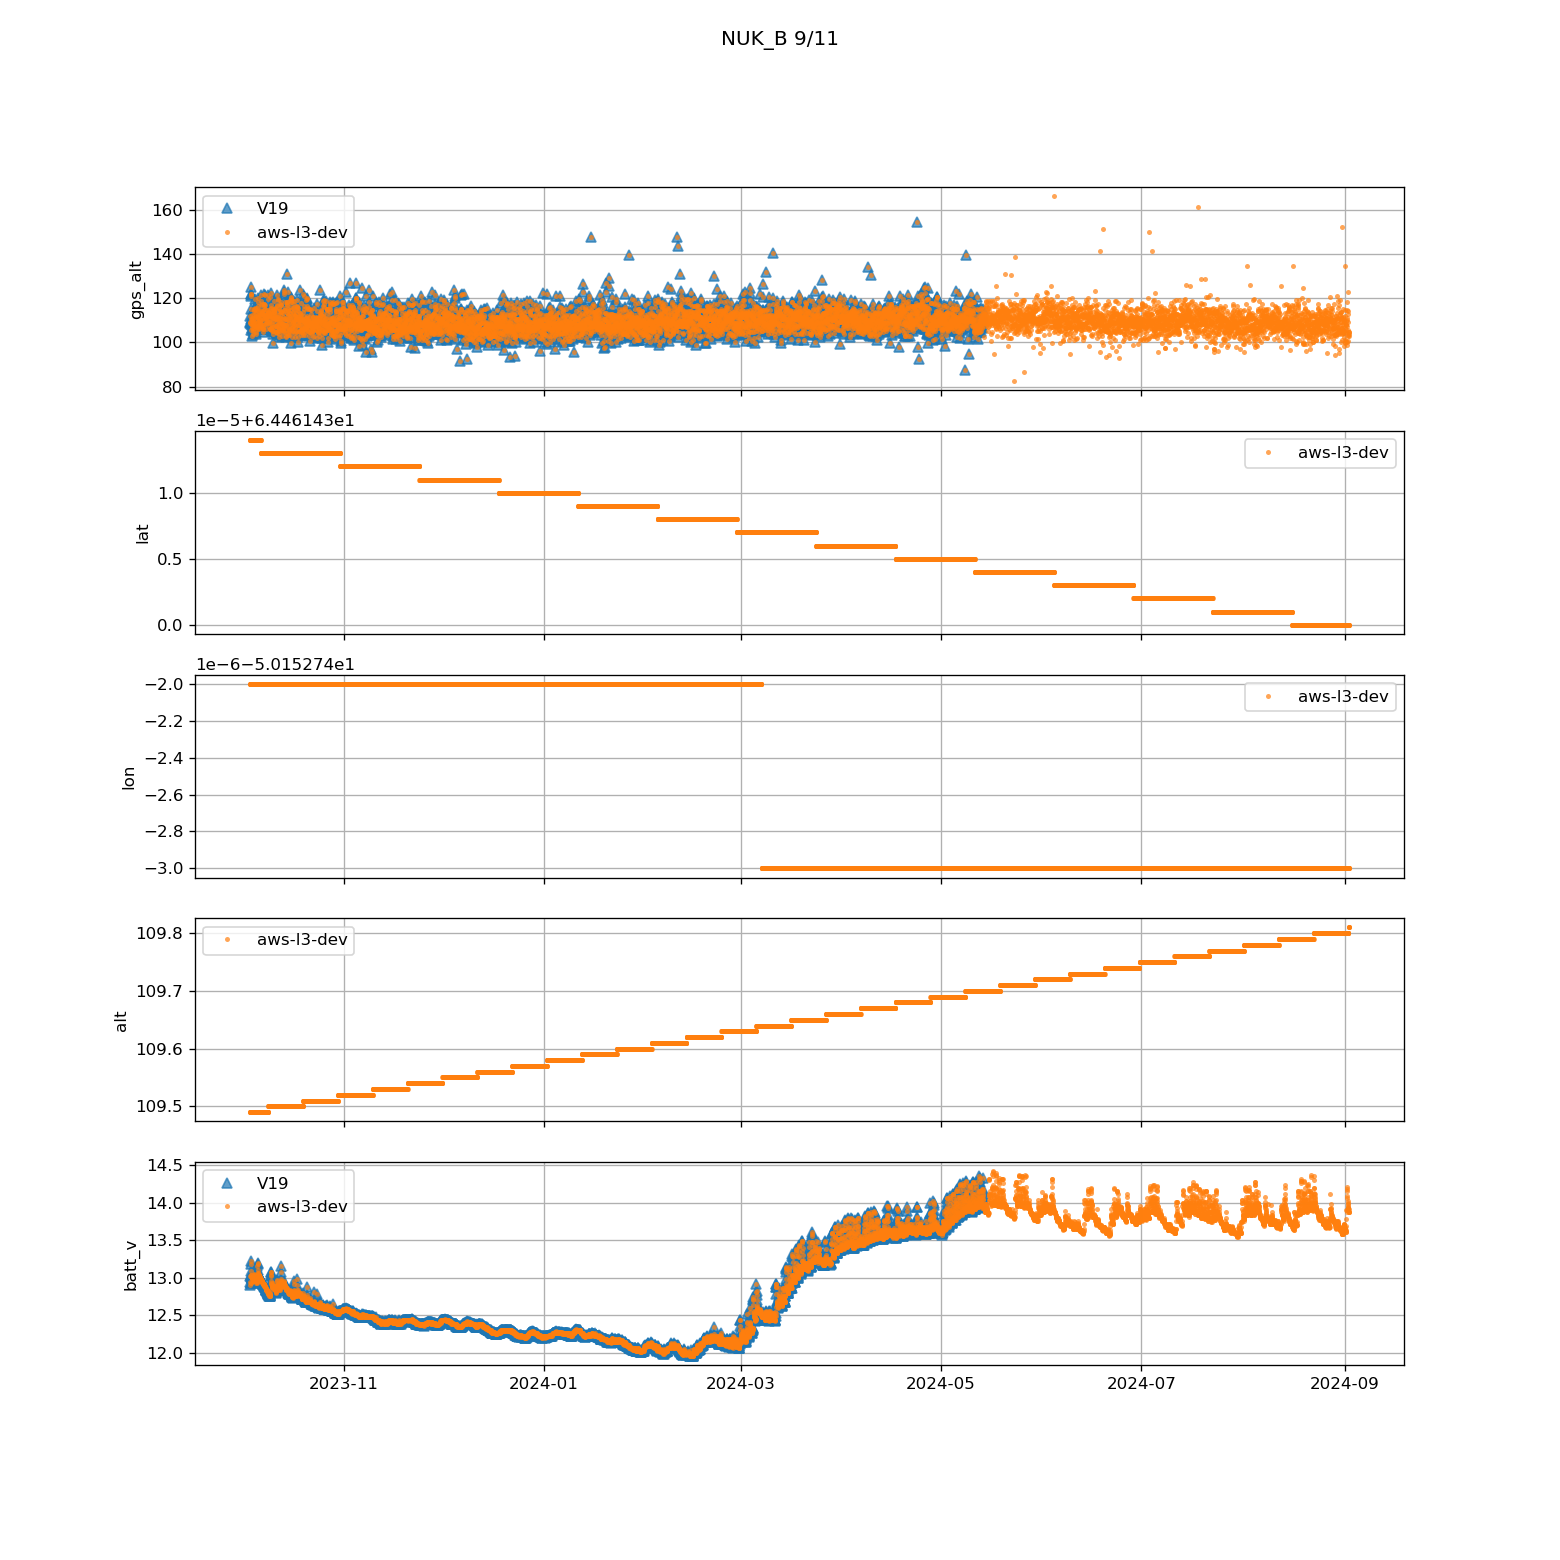 NUK_B 9/11
V19
aws-l3-dev
160
140
120
100
80
gps_alt
1e−5+6.446143e1
aws-l3-dev
1.0
0.5
0.0
lat
1e−6−5.015274e1
aws-l3-dev
−2.0
−2.2
−2.4
−2.6
−2.8
−3.0
lon
aws-l3-dev
109.8
109.7
109.6
109.5
alt
V19
aws-l3-dev
14.5
14.0
13.5
13.0
12.5
12.0
batt_v
2023-11 2024-01 2024-03 2024-05 2024-07 2024-09